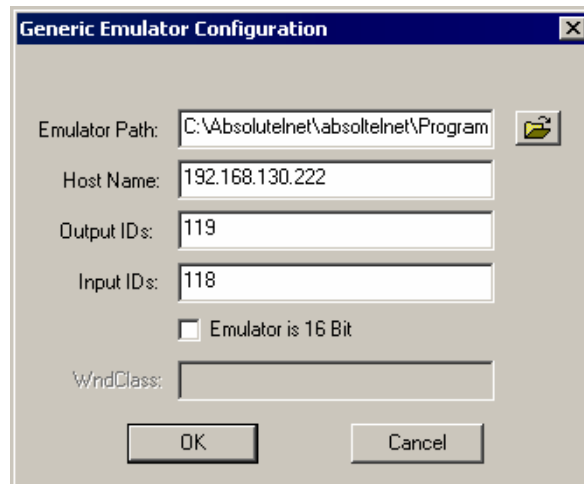 Generic Emulator Configuration
Emulator Path: C:\Absolutelnet\absoltelnet\Program
Host Name: 192.168.130.222
Output IDs: 119
Input IDs: 118
Emulator is 16 Bit
WndClass:
OK Cancel